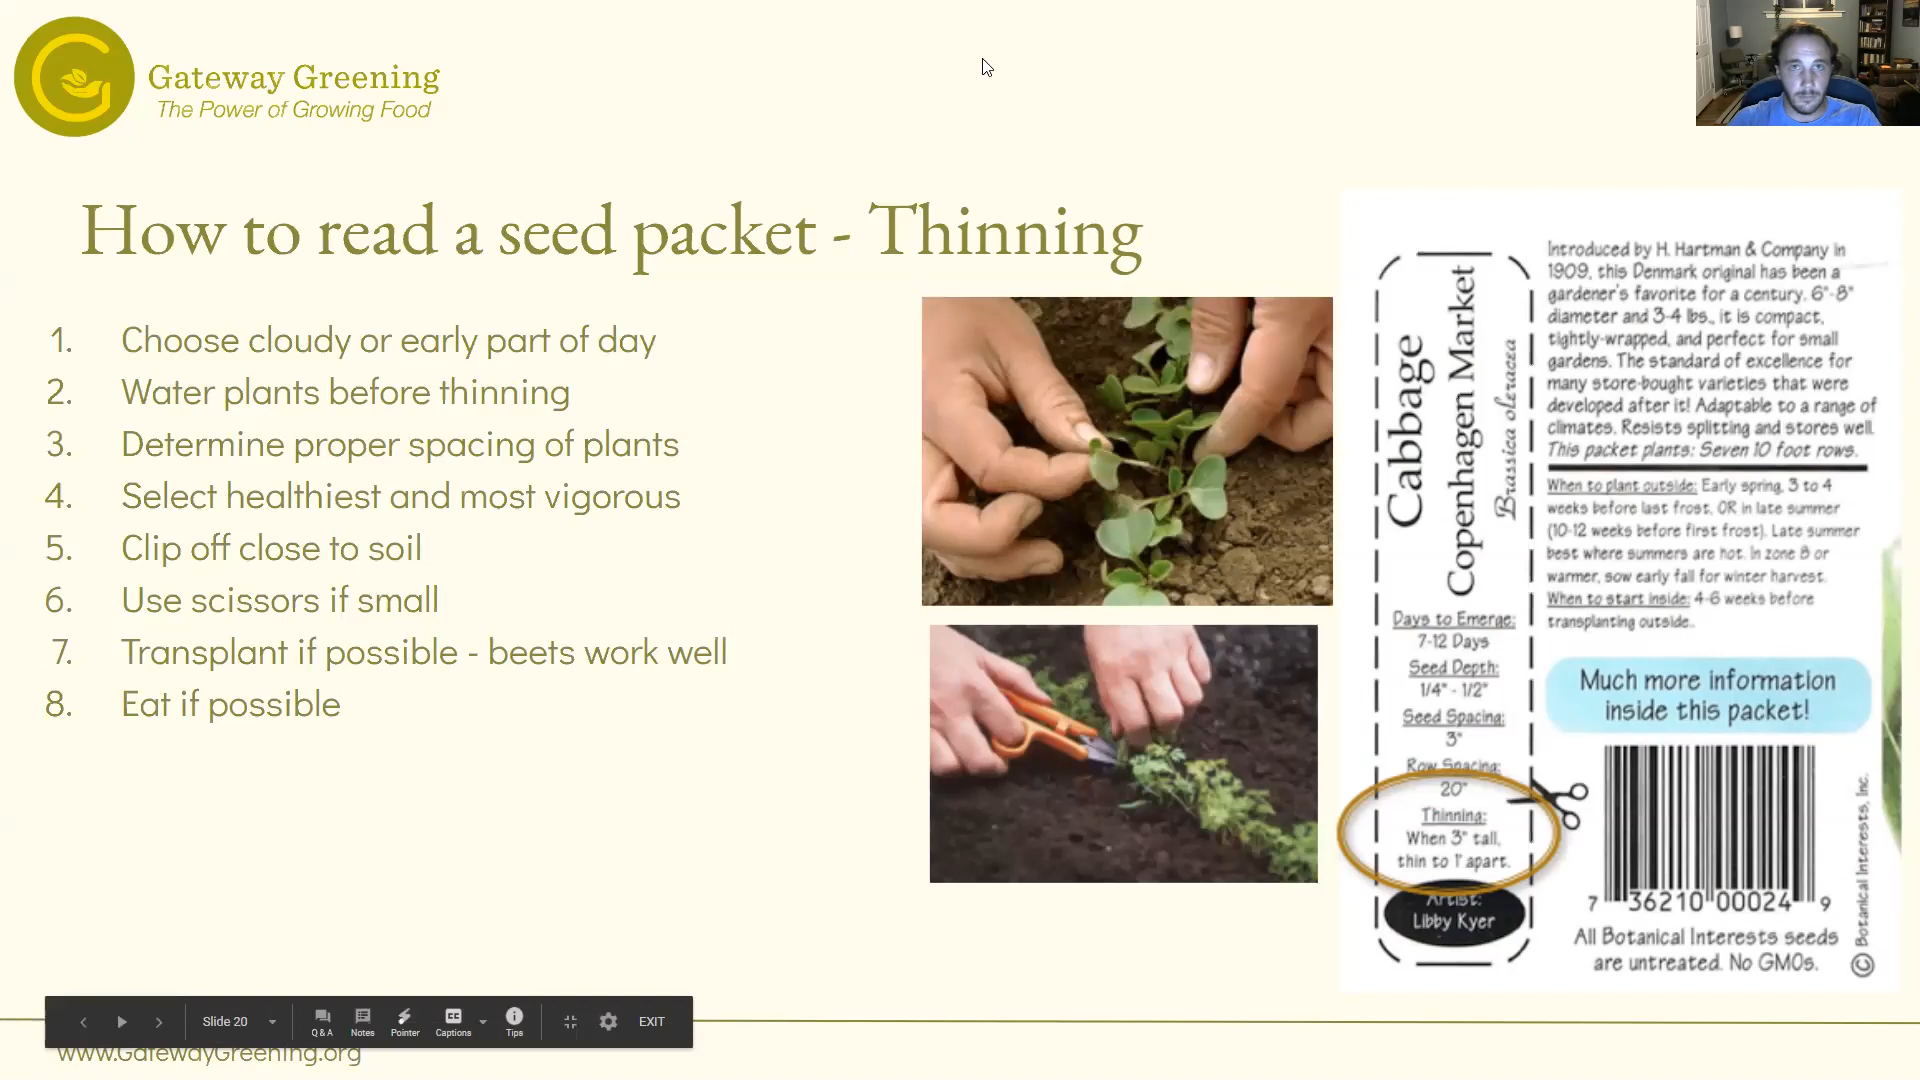 Gateway Greening
The Power of Growing Food
How to read a seed packet - Thinning
1. Choose cloudy or early part of day
2. Water plants before thinning
3. Determine proper spacing of plants
4. Select healthiest and most vigorous
5. Clip off close to soil
6. Use scissors if small
7. Transplant if possible - beets work well
8. Eat if possible
Cabbage
Copenhagen Market
Brassica oleracea
Days to Emerge:
7-12 Days
Seed Depth:
1/4" - 1/2"
Seed Spacing:
3"
Row Spacing:
20"
Thinning:
When 3" tall,
thin to 1' apart.
Artist:
Libby Kyer
Introduced by H. Hartman & Company in
1909, this Denmark original has been a
gardener's favorite for a century. 6"-8"
diameter and 3-4 lbs., it is compact,
tightly-wrapped, and perfect for small
gardens. The standard of excellence for
many store-bought varieties that were
developed after it! Adaptable to a range of
climates. Resists splitting and stores well.
This packet plants: Seven 10 foot rows.
When to plant outside: Early spring, 3 to 4
weeks before last frost, OR in late summer
(10-12 weeks before first frost). Late summer
best where summers are hot. In zone 8 or
warmer, sow early fall for winter harvest.
When to start inside: 4-6 weeks before
transplanting outside.
Much more information
inside this packet!
7 36210 00024 9
All Botanical Interests seeds
are untreated. No GMOs.
© Botanical Interests, Inc.
Slide 20
Q & A
Notes
Pointer
CC
Captions
Tips
EXIT
www.GatewayGreening.org